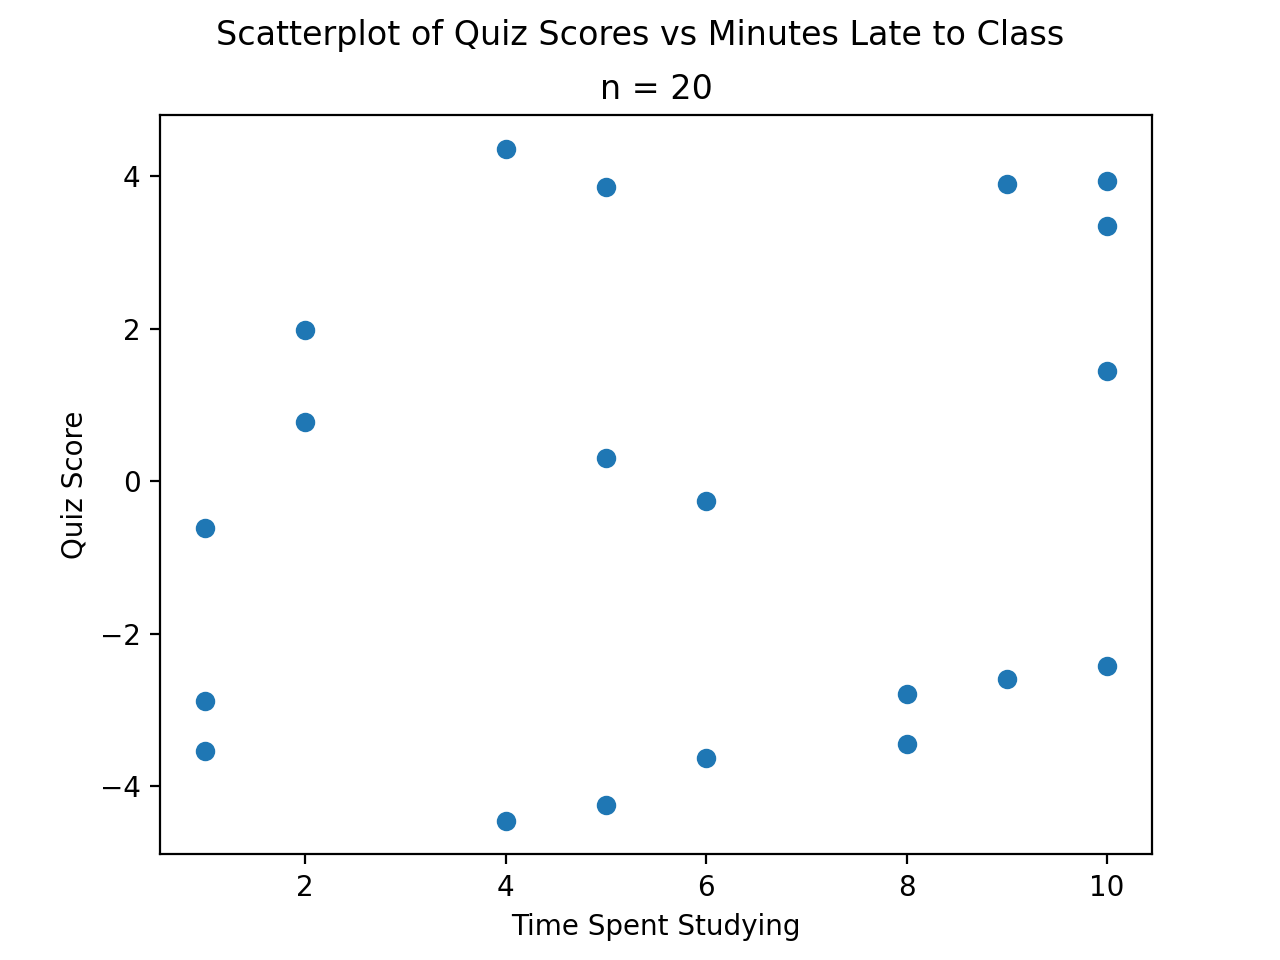 Scatterplot of Quiz Scores vs Minutes Late to Class
n = 20
4
2
0
−2
−4
Quiz Score
2 4 6 8 10
Time Spent Studying